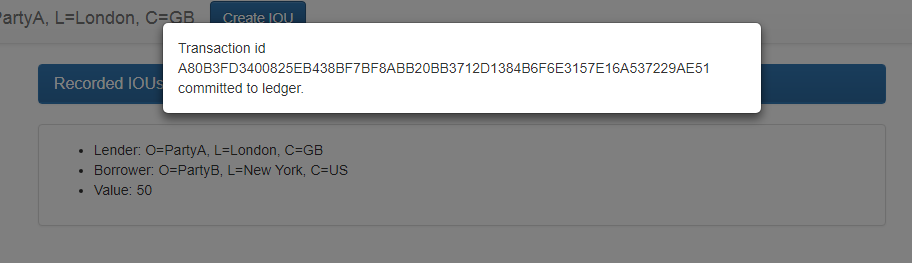 PartyA, L=London, C=GB Create IOU
Transaction id
A80B3FD3400825EB438BF7BF8ABB20BB3712D1384B6F6E3157E16A537229AE51
committed to ledger.
Recorded IOUs
Lender: O=PartyA, L=London, C=GB
Borrower: O=PartyB, L=New York, C=US
Value: 50